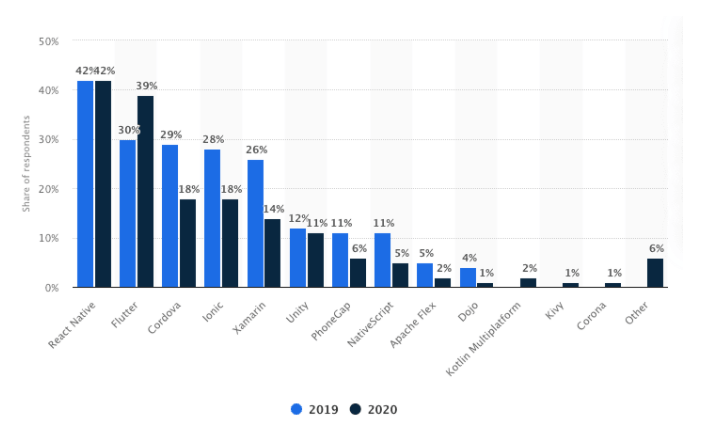 50%
42%
42%
39%
40%
30%
29%
28%
30%
26%
Share of respondents
18%
18%
20%
14%
12%
11%
11%
11%
10%
6%
5%
5%
2%
4%
1%
2%
1%
1%
6%
0%
React Native
Flutter
Cordova
Ionic
Xamarin
Unity
PhoneGap
NativeScript
Apache Flex
Dojo
Kotlin Multiplatform
Kivy
Corona
Other
2019
2020